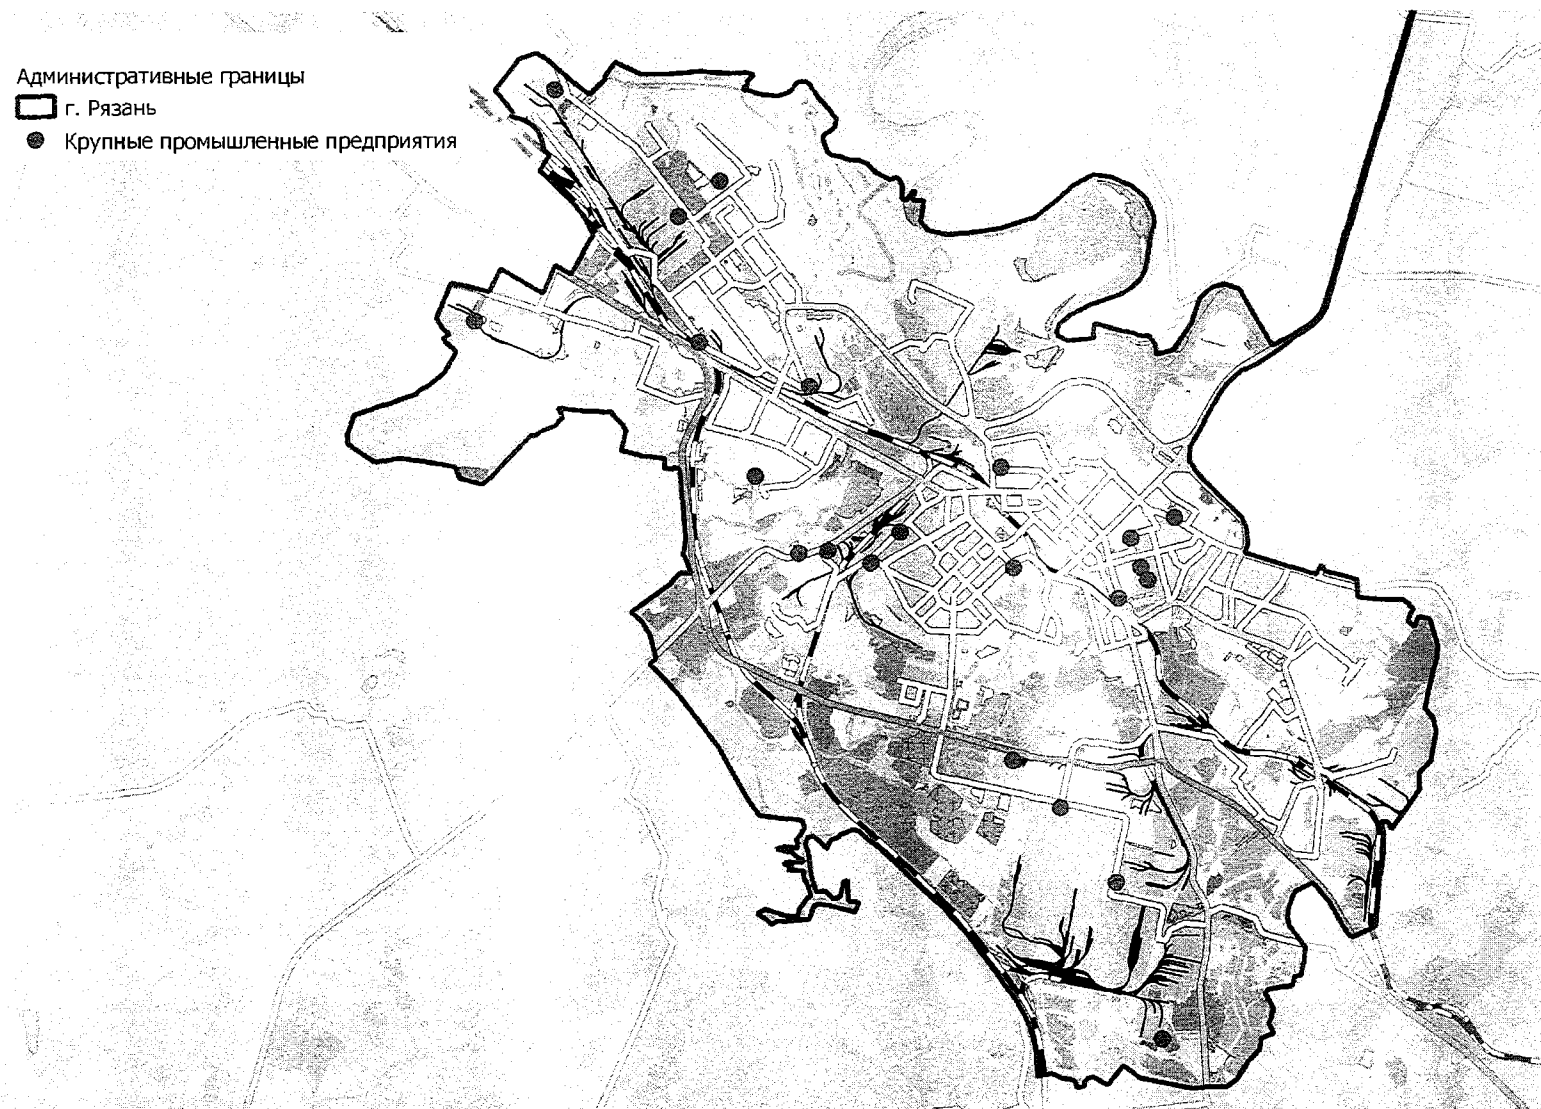 Административные границы
г. Рязань
Крупные промышленные предприятия